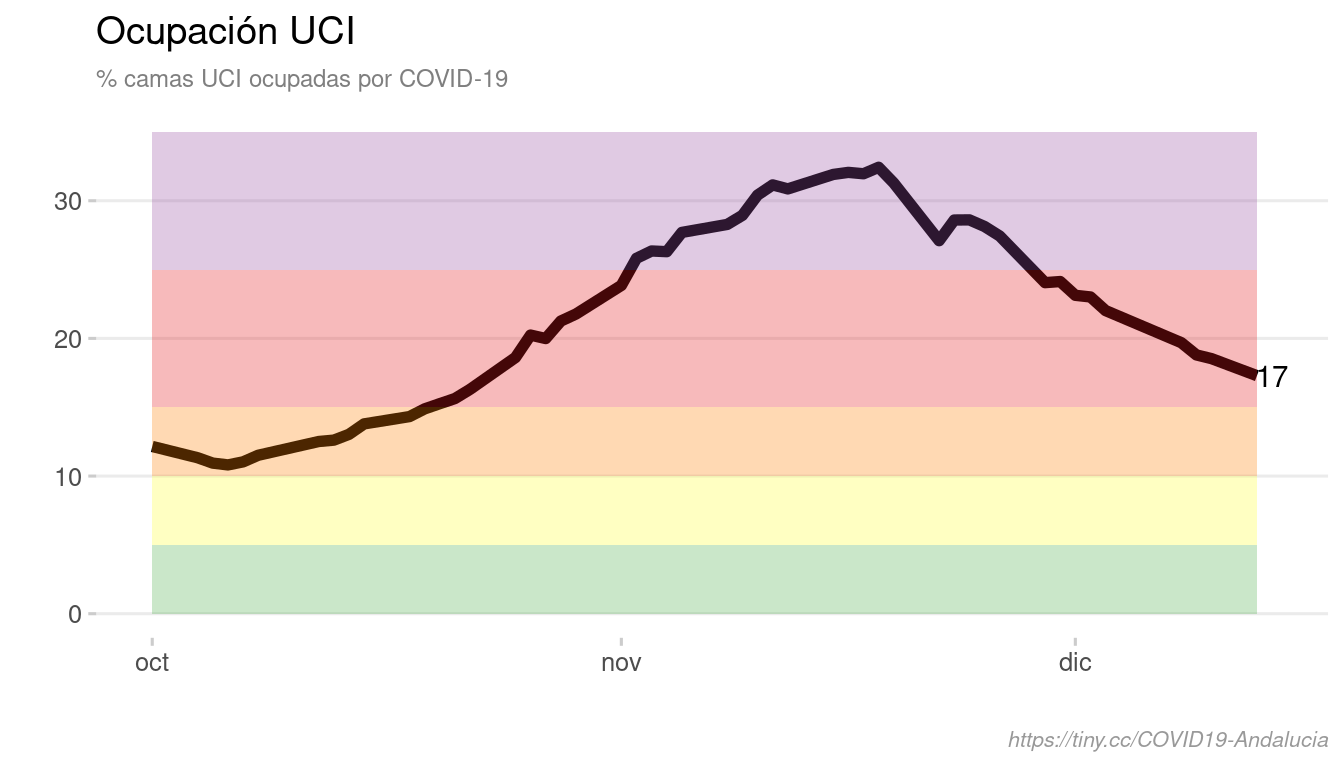 Ocupación UCI
% camas UCI ocupadas por COVID-19
30
20
10
0
17
oct nov dic
https://tiny.cc/COVID19-Andalucia